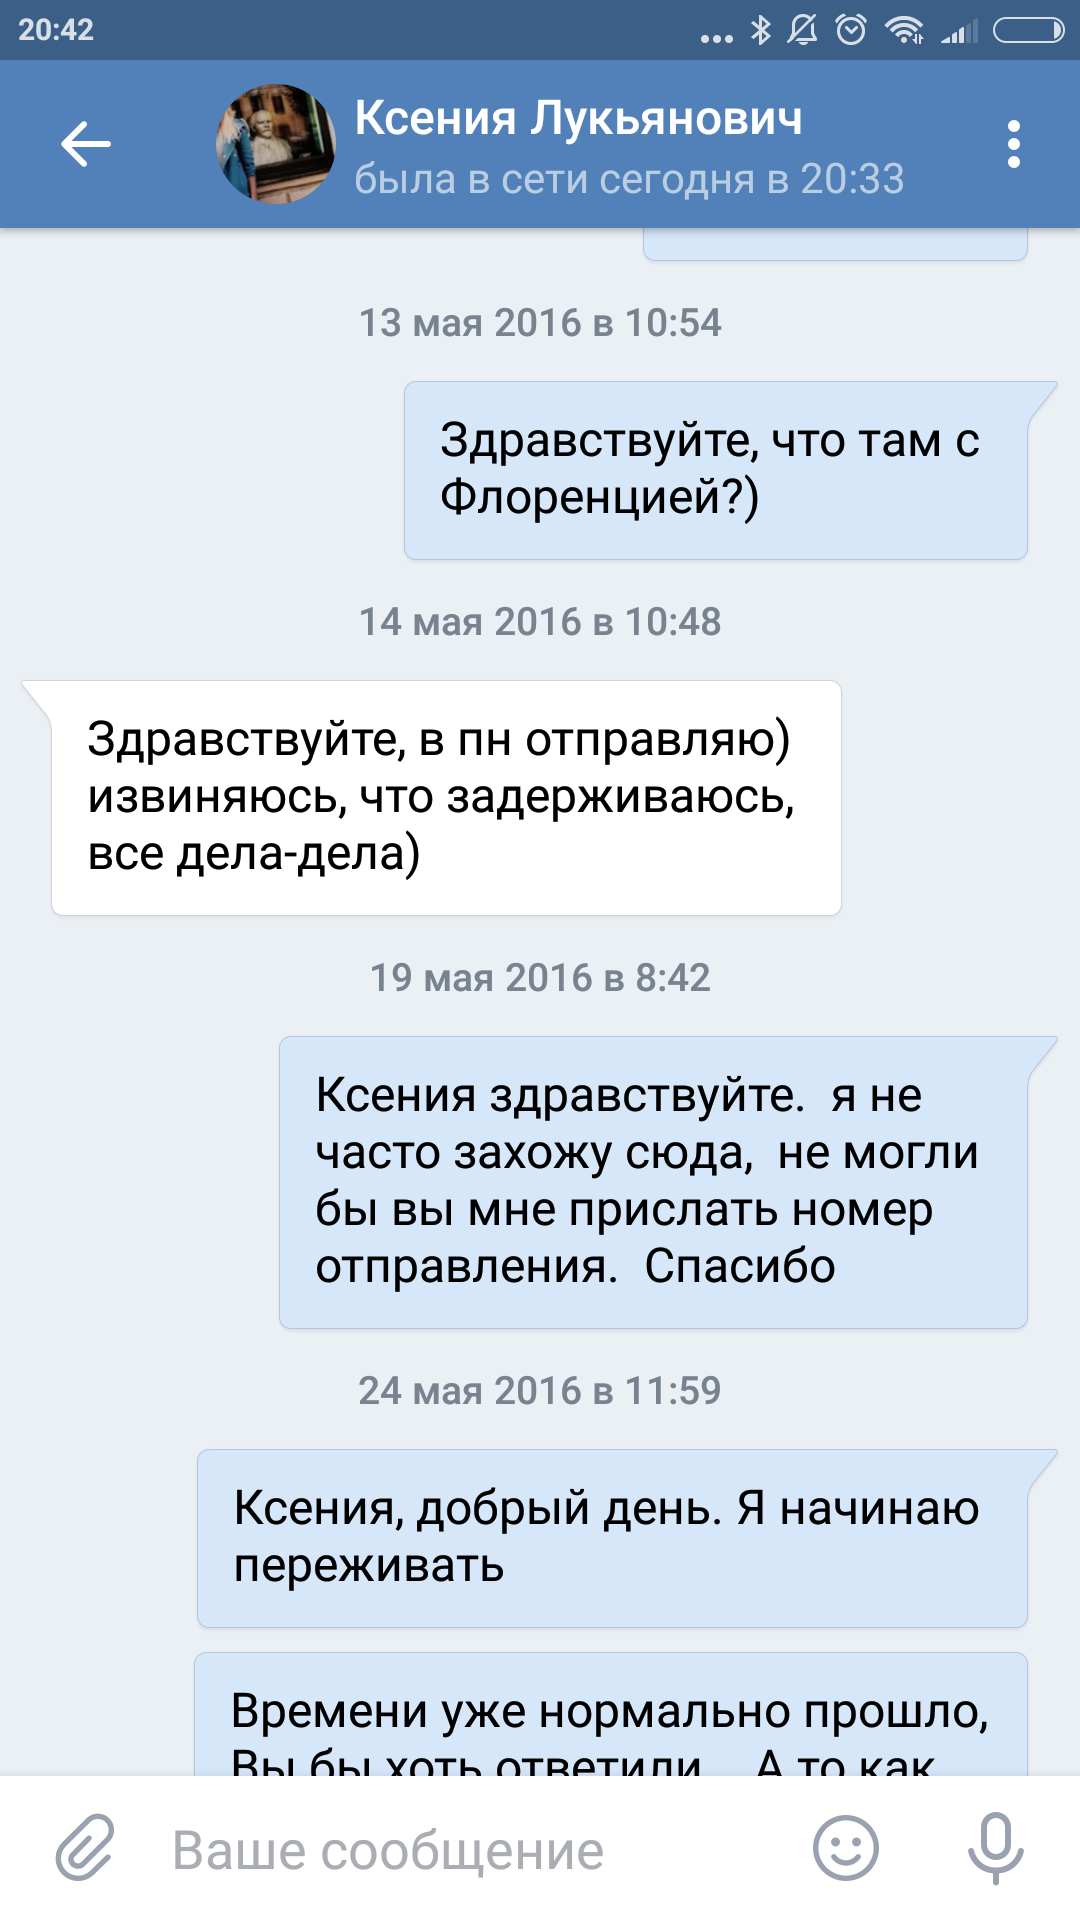 20:42
Ксения Лукьянович
была в сети сегодня в 20:33
13 мая 2016 в 10:54
Здравствуйте, что там с
Флоренцией?)
14 мая 2016 в 10:48
Здравствуйте, в пн отправляю)
извиняюсь, что задерживаюсь,
все дела-дела)
19 мая 2016 в 8:42
Ксения здравствуйте.  я не
часто захожу сюда,  не могли
бы вы мне прислать номер
отправления.  Спасибо
24 мая 2016 в 11:59
Ксения, добрый день. Я начинаю
переживать
Времени уже нормально прошло,
Вы бы хоть ответили... А то как
Ваше сообщение